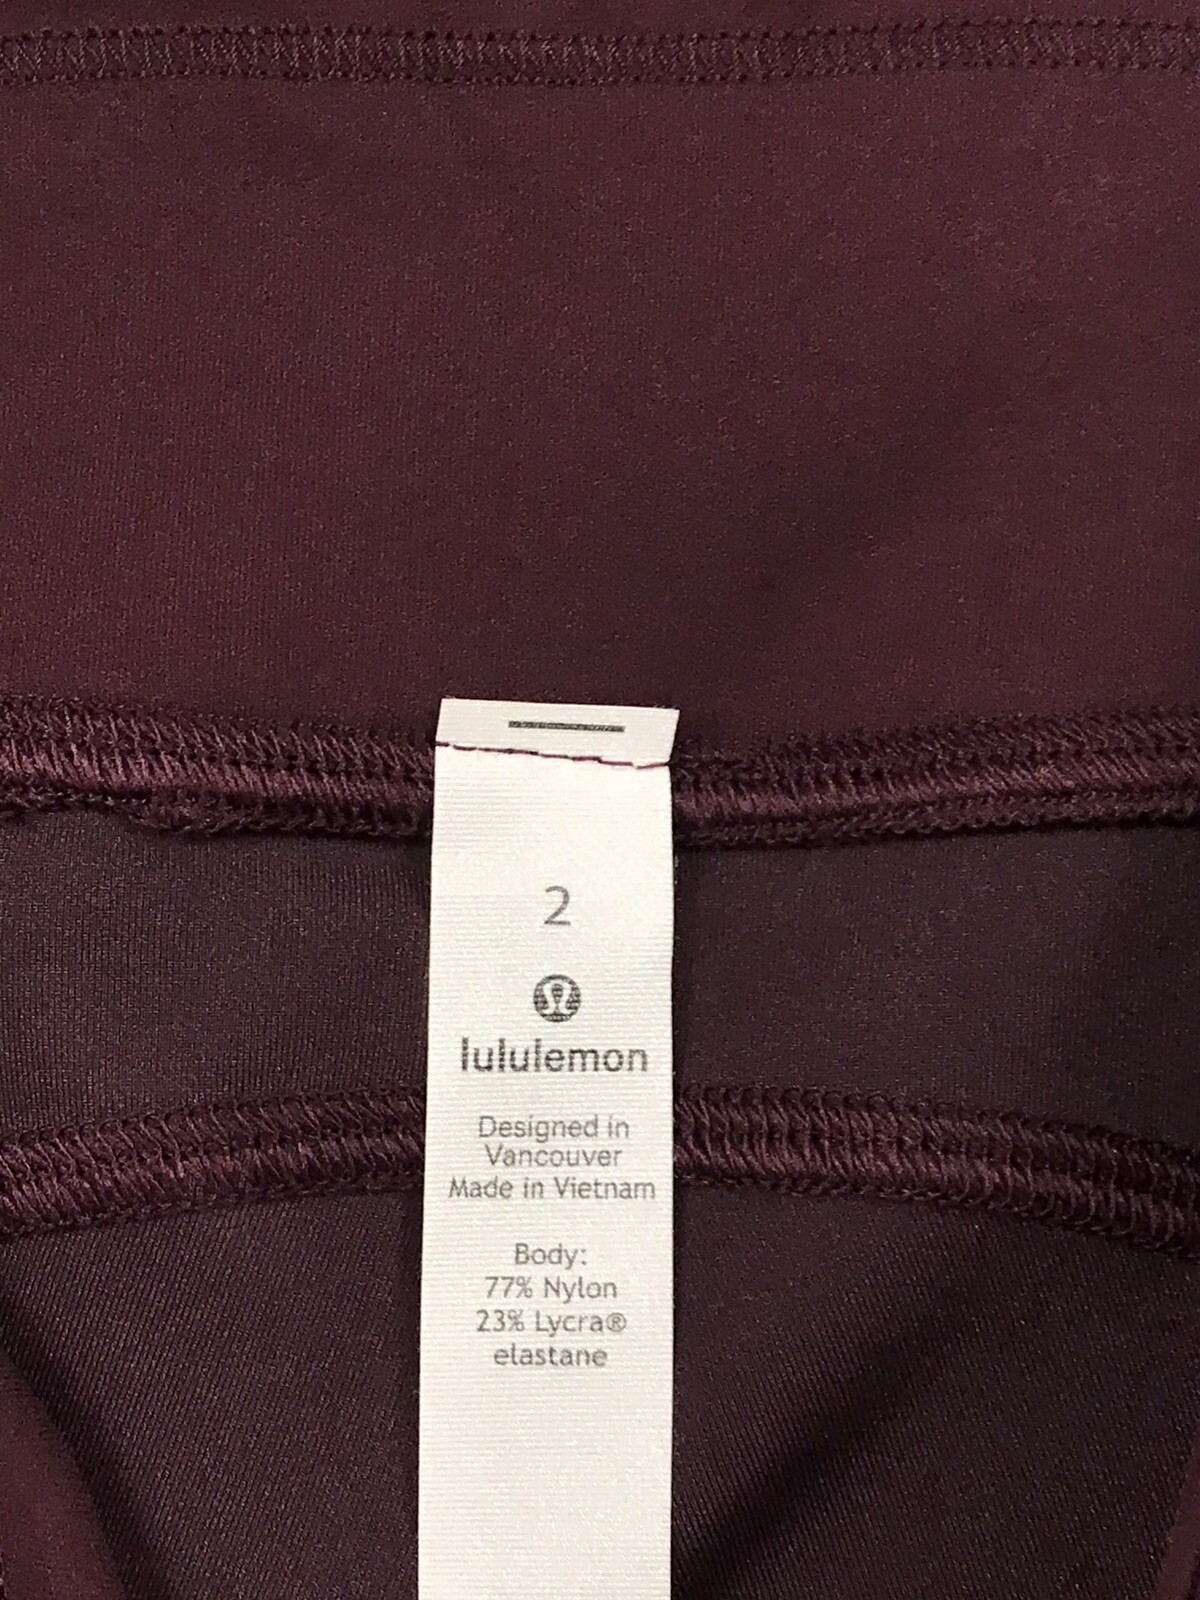 2
lululemon
Designed in
Vancouver
Made in Vietnam
Body:
77% Nylon
23% Lycra®
elastane